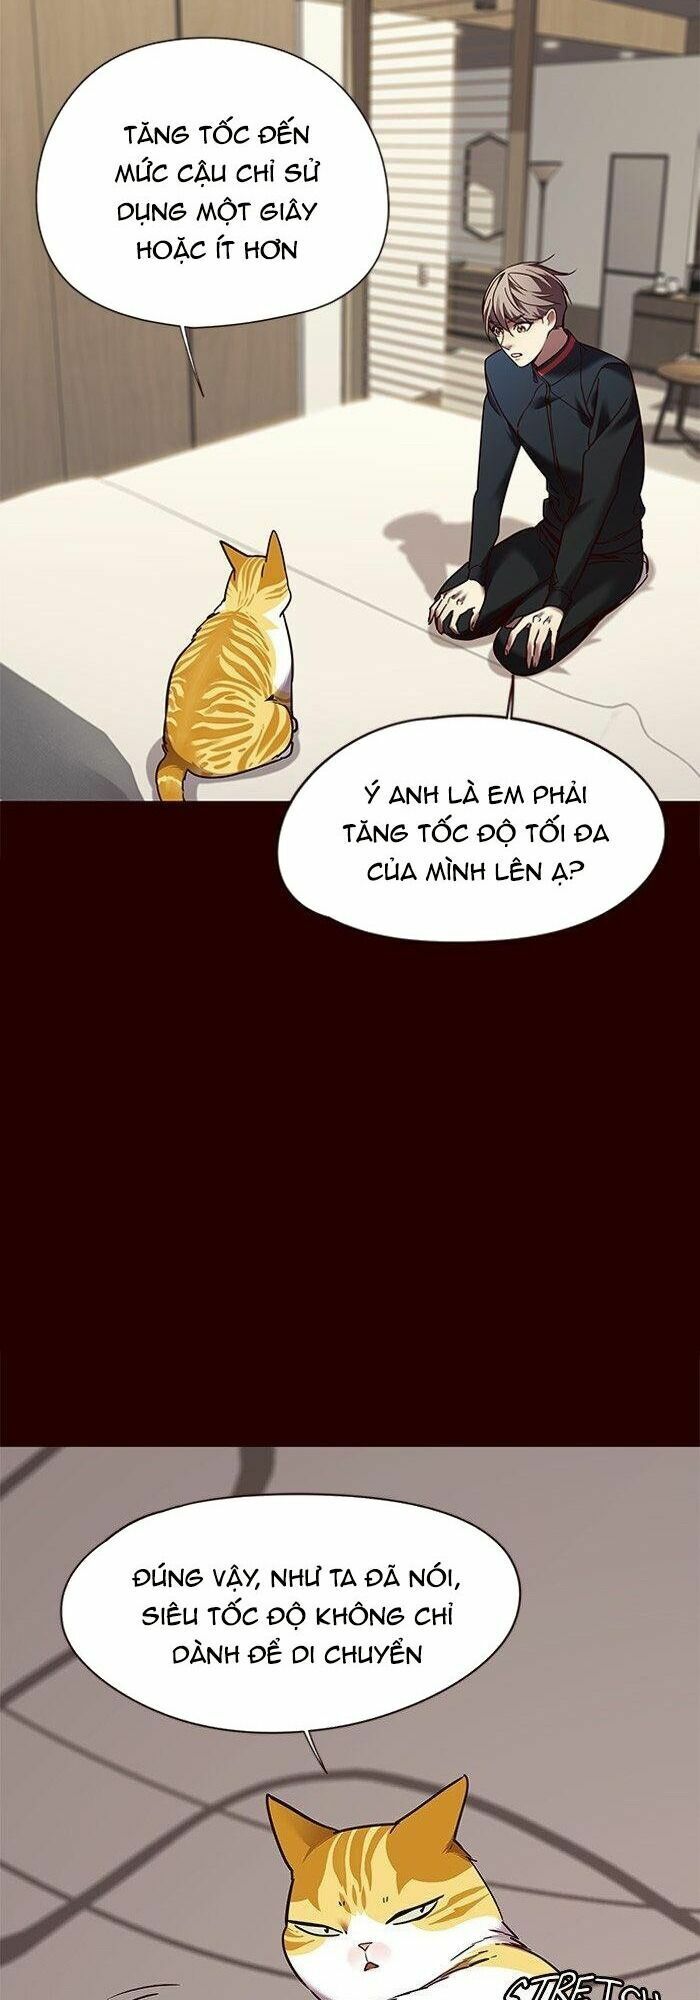 TĂNG TỐC ĐẾN
MỨC CẬU CHỈ SỬ
DỤNG MỘT GIÂY
HOẶC ÍT HƠN
Ý ANH LÀ EM PHẢI
TĂNG TỐC ĐỘ TỐI ĐA
CỦA MÌNH LÊN Ạ?
ĐÚNG VẬY, NHƯ TA ĐÃ NÓI,
SIÊU TỐC ĐỘ KHÔNG CHỈ
DÀNH ĐỂ DI CHUYỂN
STRETCH